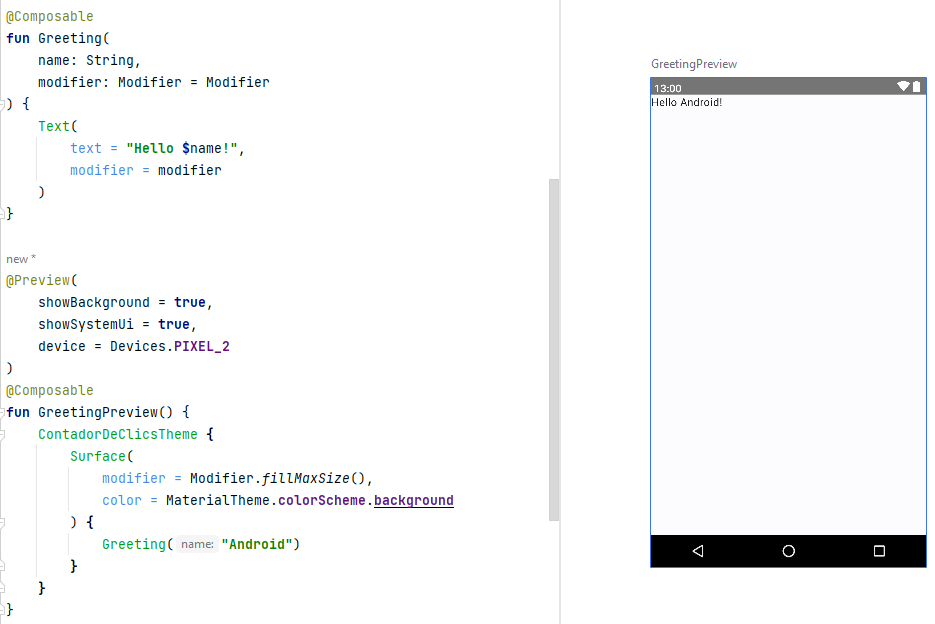 @Composable
fun Greeting(
    name: String,
    modifier: Modifier = Modifier
) {
    Text(
        text = "Hello $name!",
        modifier = modifier
    )
}
new *
@Preview(
    showBackground = true,
    showSystemUi = true,
    device = Devices.PIXEL_2
)
@Composable
fun GreetingPreview() {
    ContadorDeClicsTheme {
        Surface(
            modifier = Modifier.fillMaxSize(),
            color = MaterialTheme.colorScheme.background
        ) {
            Greeting( name: "Android")
        }
    }
}
GreetingPreview
13:00
Hello Android!